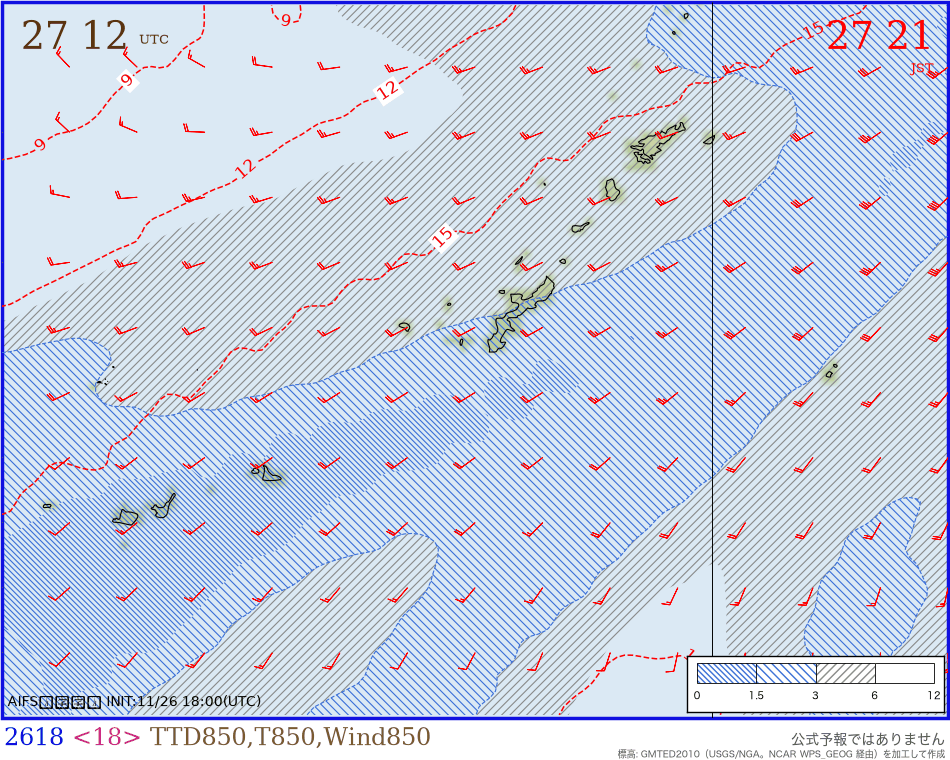 27 12 UTC
27 21
JST
9
15
9
12
9
12
15
AIFS INIT:11/26 18:00(UTC)
0 1.5 3 6 12
2618 <18> TTD850,T850,Wind850
公式予報ではありません
標高: GMTED2010（USGS/NGA。NCAR WPS_GEOG 経由）を加工して作成